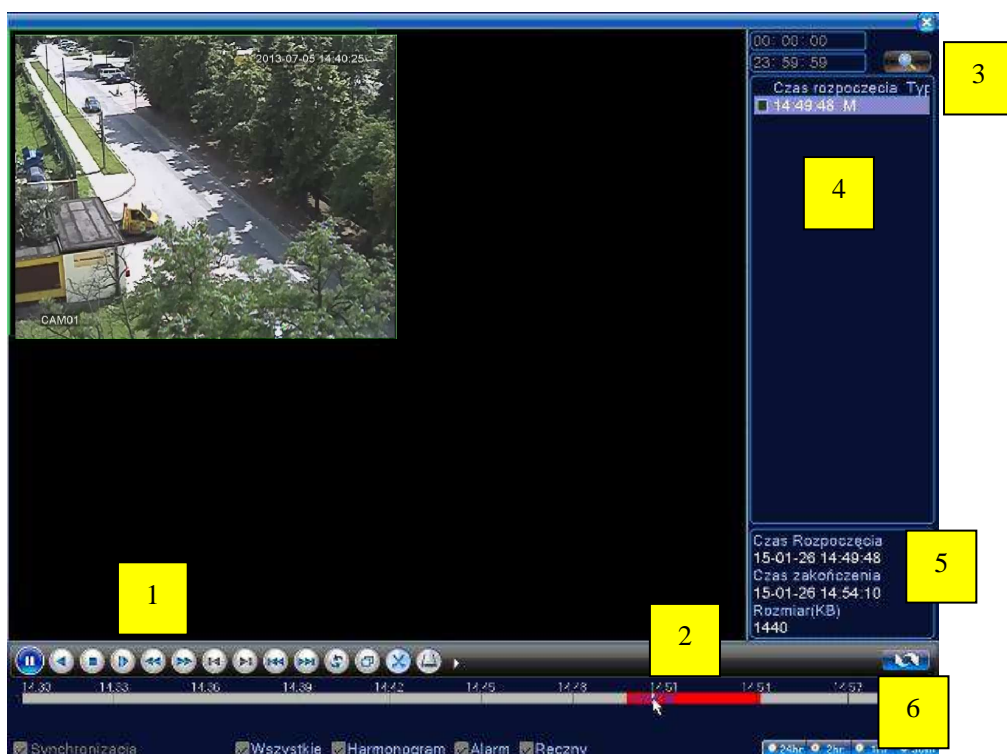 2013-07-05 14:40:25
CAM01
00: 00: 00
23: 59: 59
3
Czas rozpoczęcia Typ
14:49:48 M
4
Czas Rozpoczęcia
15-01-26 14:49:48
Czas zakończenia
15-01-26 14:54:10
Rozmiar(KB)
1440
5
1
2
14:30 14:33 14:36 14:39 14:42 14:45 14:48 14:51 14:51 14:57
6
Synchronizacja Wszystkie Harmonogram Alarm Ręczny
24hr 2hr 1hr 30m